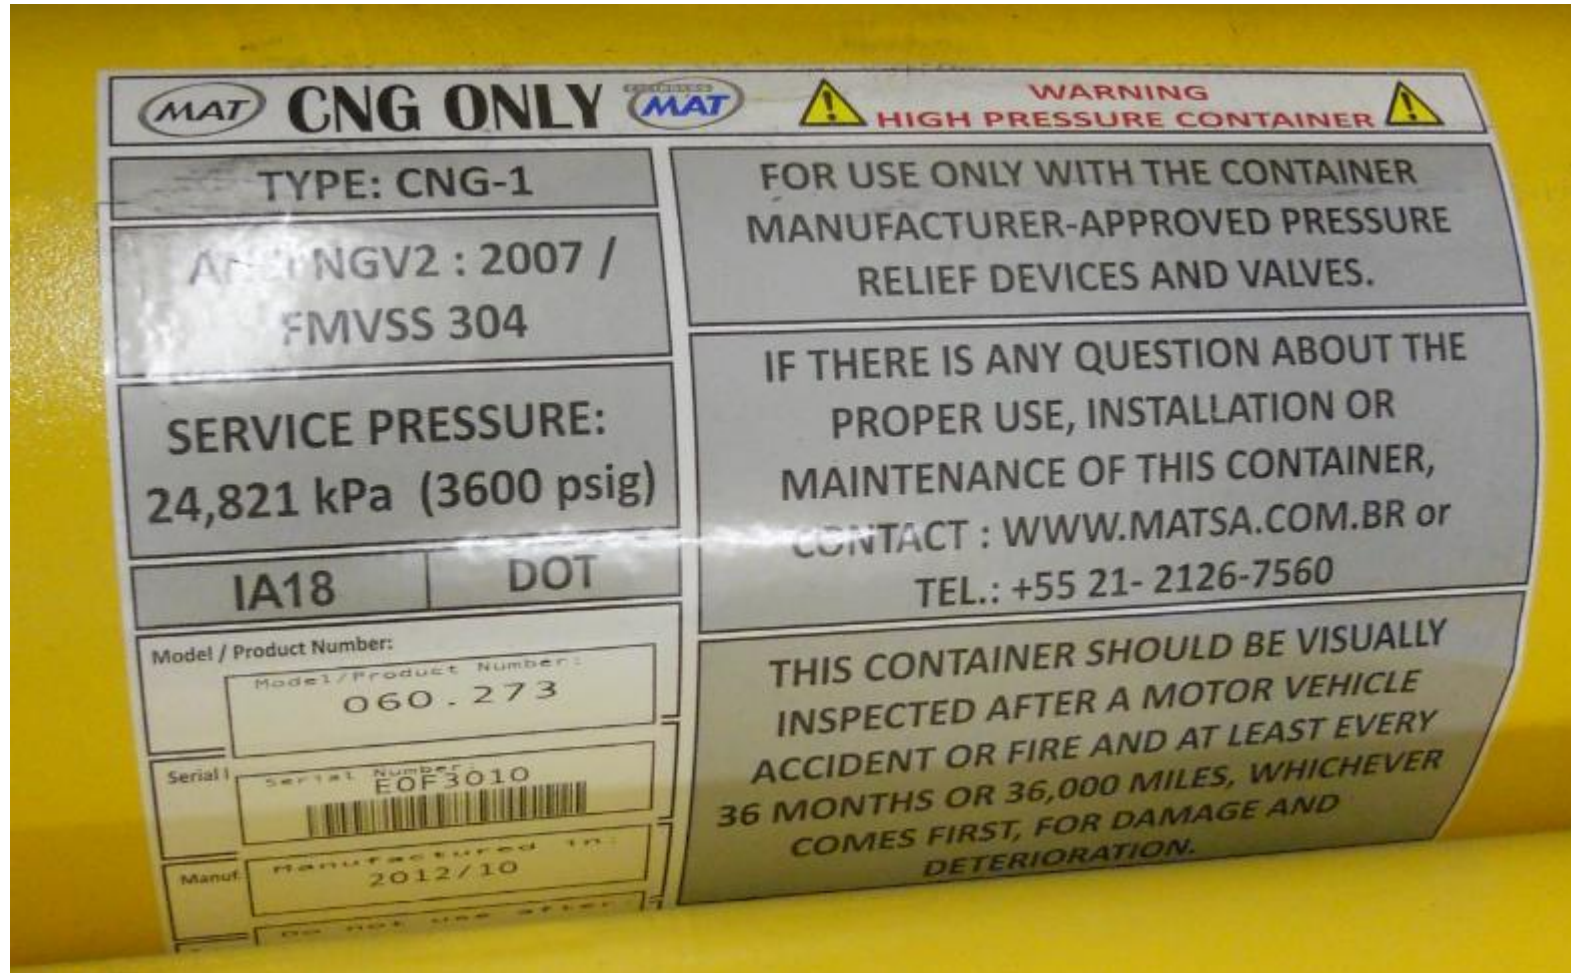 MAT CNG ONLY MAT
WARNING
HIGH PRESSURE CONTAINER
TYPE: CNG-1
NGV2 : 2007 /
FMVSS 304
SERVICE PRESSURE:
24,821 kPa (3600 psig)
IA18 DOT
Model / Product Number:
Model/Product Number:
060.273
Serial
Serial Number:
E0F3010
Manuf.
Manufactured in:
2012/10
Do not use after:
FOR USE ONLY WITH THE CONTAINER
MANUFACTURER-APPROVED PRESSURE
RELIEF DEVICES AND VALVES.
IF THERE IS ANY QUESTION ABOUT THE
PROPER USE, INSTALLATION OR
MAINTENANCE OF THIS CONTAINER,
CONTACT : WWW.MATSA.COM.BR or
TEL.: +55 21- 2126-7560
THIS CONTAINER SHOULD BE VISUALLY
INSPECTED AFTER A MOTOR VEHICLE
ACCIDENT OR FIRE AND AT LEAST EVERY
36 MONTHS OR 36,000 MILES, WHICHEVER
COMES FIRST, FOR DAMAGE AND
DETERIORATION.